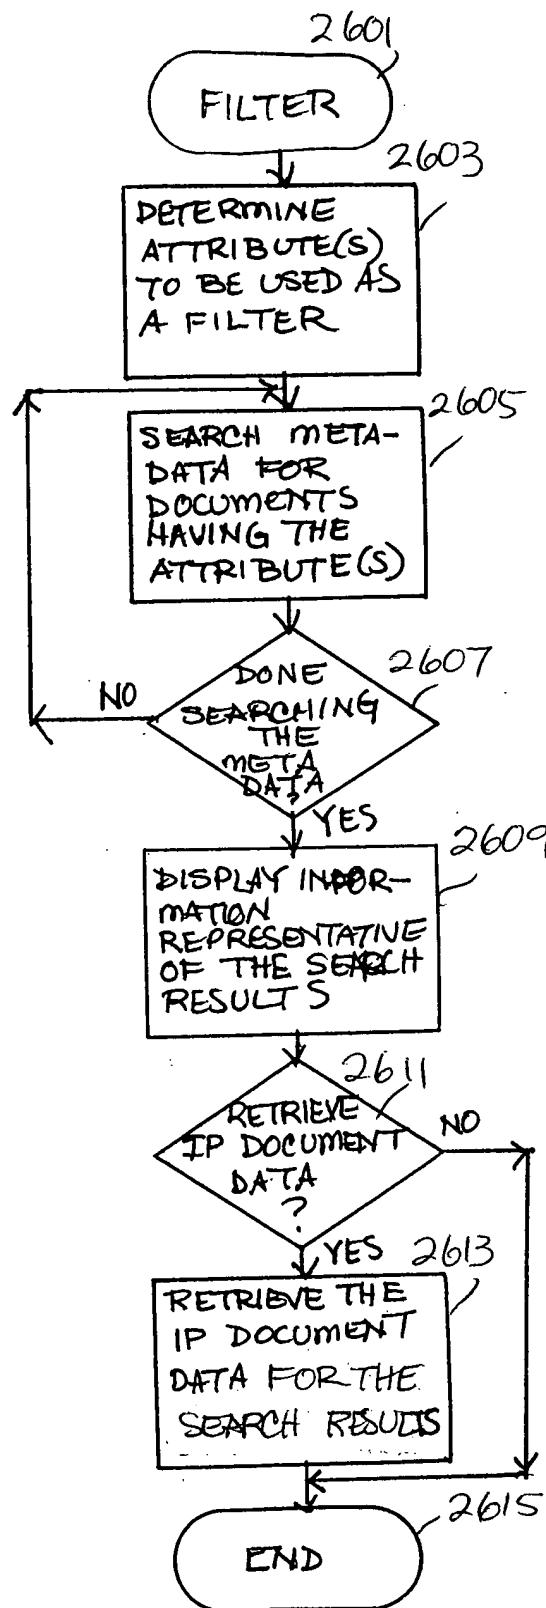 2601
FILTER
2603
DETERMINE
ATTRIBUTE(S)
TO BE USED AS
A FILTER
2605
SEARCH META-
DATA FOR
DOCUMENTS
HAVING THE
ATTRIBUTE(S)
2607
DONE
SEARCHING
THE
META
DATA
NO
YES
2609
DISPLAY INFOR-
MATION
REPRESENTATIVE
OF THE SEARCH
RESULTS
2611
RETRIEVE
IP DOCUMENT
DATA
?
NO
YES
2613
RETRIEVE THE
IP DOCUMENT
DATA FOR THE
SEARCH RESULTS
2615
END